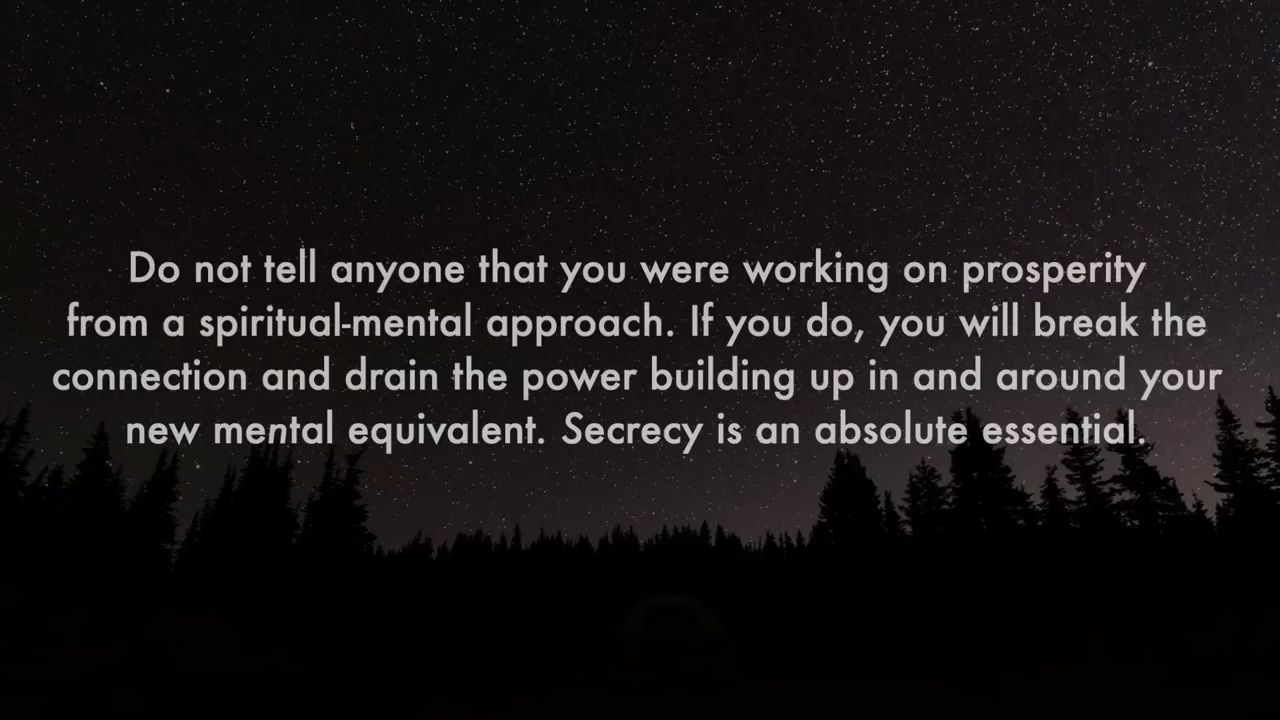 Do not tell anyone that you were working on prosperity
from a spiritual-mental approach. If you do, you will break the
connection and drain the power building up in and around your
new mental equivalent. Secrecy is an absolute essential.